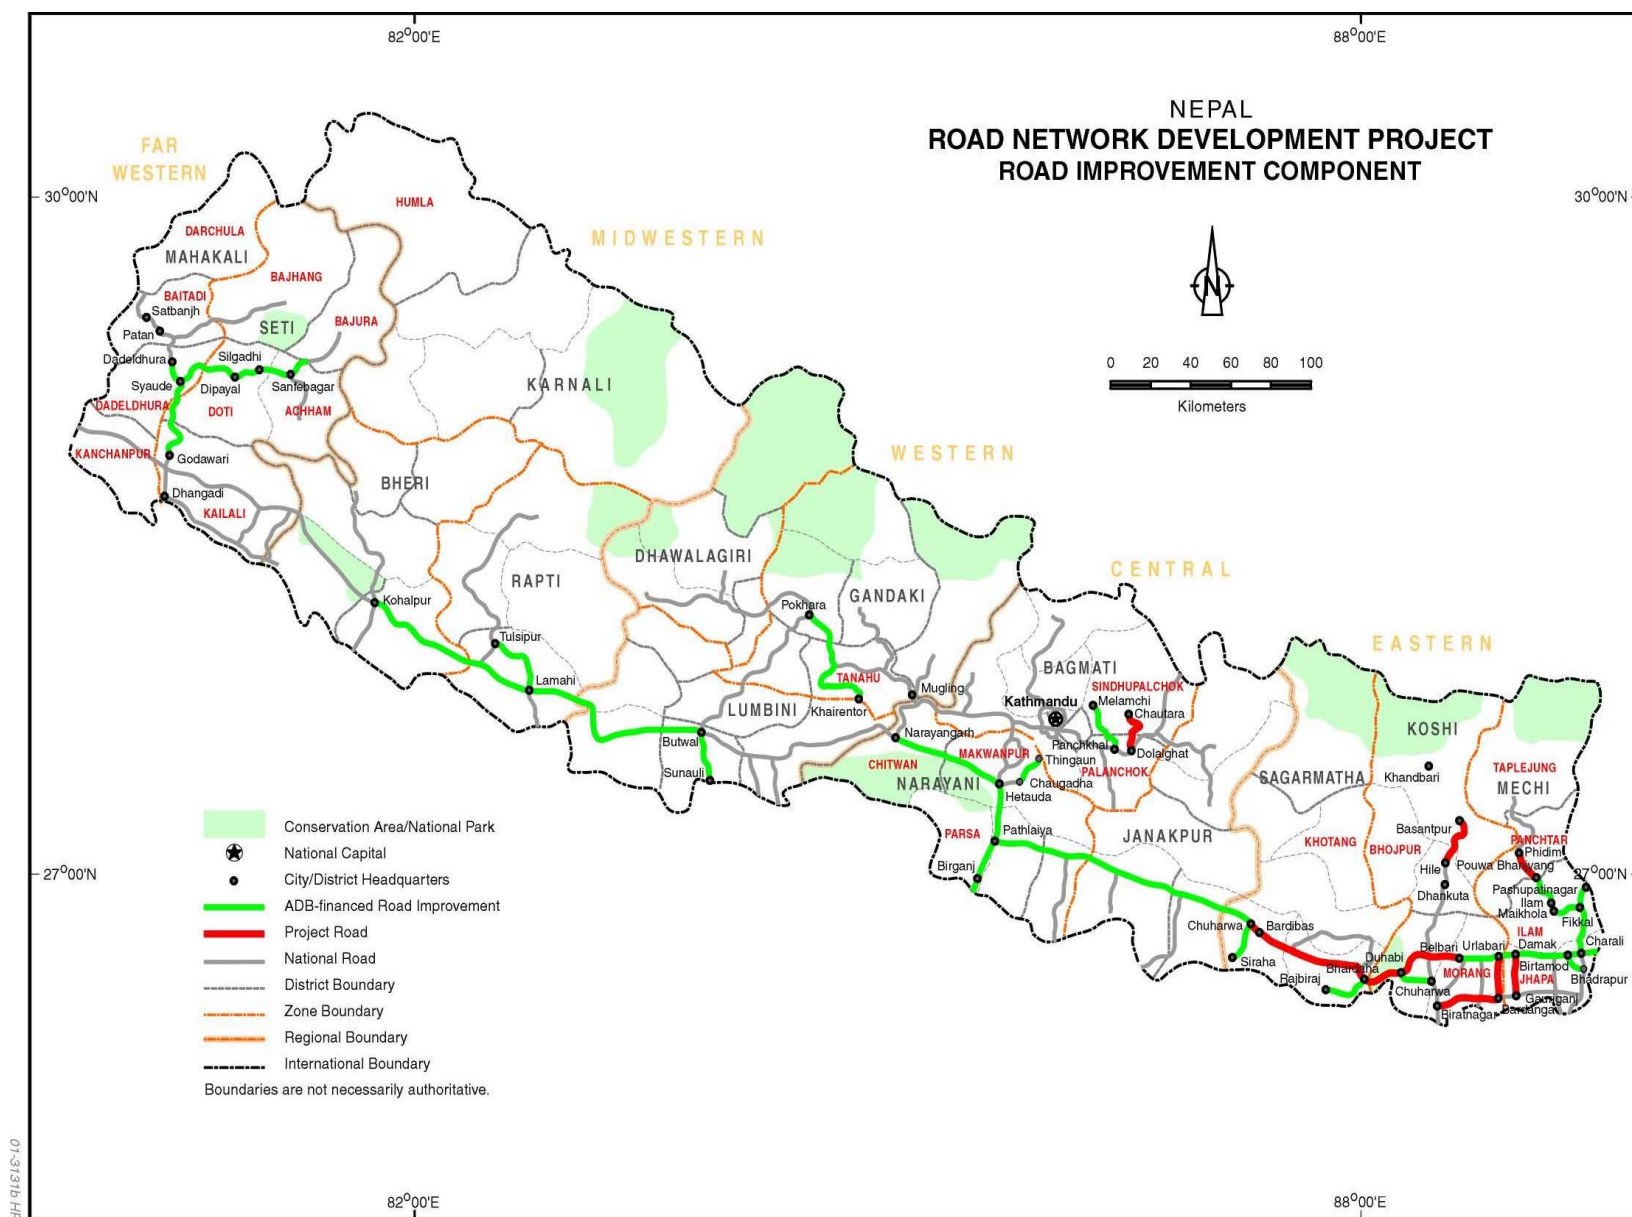 82°00'E
88°00'E
NEPAL
ROAD NETWORK DEVELOPMENT PROJECT
ROAD IMPROVEMENT COMPONENT
30°00'N
30°00'N
FAR
WESTERN
MIDWESTERN
WESTERN
CENTRAL
EASTERN
N
0 20 40 60 80 100
Kilometers
HUMLA
DARCHULA
MAHAKALI
BAJHANG
BAITADI
Satbanjh
Patan
SETI
BAJURA
Dadeldhura
Silgadhi
Syaude
Dipayal
Sanfebagar
DADELDHURA
DOTI
ACHHAM
KANCHANPUR
Godawari
Dhangadi
KAILALI
KARNALI
BHERI
RAPTI
Kohalpur
Tulsipur
Lamahi
DHAWALAGIRI
GANDAKI
Pokhara
TANAHU
Khairentor
Mugling
LUMBINI
Butwal
Sunauli
Narayangarh
CHITWAN
NARAYANI
BAGMATI
Kathmandu
SINDHUPALCHOK
Melamchi
Chautara
Panchkhal
Dolalghat
PALANCHOK
MAKWANPUR
Thingaun
Chaugadha
Hetauda
PARSA
Pathlaiya
Birganj
JANAKPUR
SAGARMATHA
KOSHI
Khandbari
TAPLEJUNG
MECHI
KHOTANG
BHOJPUR
Basantpur
Hile
Dhankuta
PANCHTAR
Phidim
Pouwa Bhanjyang
Pashupatinagar
Ilam
Maikhola
Fikkal
ILAM
Chuharwa
Bardibas
Siraha
Rajbiraj
Bhardaha
Duhabi
Chuharwa
Belbari
Urlabari
Damak
Birtamod
Charali
Bhadrapur
MORANG
JHAPA
Biratnagar
Bardanga
Gauriganj
27°00'N
27°00'N
Conservation Area/National Park
National Capital
City/District Headquarters
ADB-financed Road Improvement
Project Road
National Road
District Boundary
Zone Boundary
Regional Boundary
International Boundary
Boundaries are not necessarily authoritative.
82°00'E
88°00'E